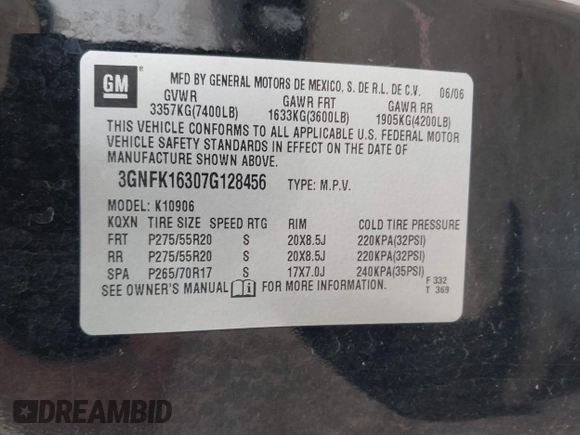 GM
MFD BY GENERAL MOTORS DE MEXICO, S. DE R.L. DE C.V. 06/06
GVWR GAWR FRT GAWR RR
3357KG(7400LB) 1633KG(3600LB) 1905KG(4200LB)
THIS VEHICLE CONFORMS TO ALL APPLICABLE U.S. FEDERAL MOTOR
VEHICLE SAFETY STANDARDS IN EFFECT ON THE DATE OF
MANUFACTURE SHOWN ABOVE.
3GNFK16307G128456 TYPE: M.P.V.
MODEL: K10906
KQXN TIRE SIZE SPEED RTG RIM COLD TIRE PRESSURE
FRT P275/55R20 S 20X8.5J 220KPA(32PSI)
RR P275/55R20 S 20X8.5J 220KPA(32PSI)
SPA P265/70R17 S 17X7.0J 240KPA(35PSI)
SEE OWNER'S MANUAL i FOR MORE INFORMATION. F 332
T 369
DREAMBID